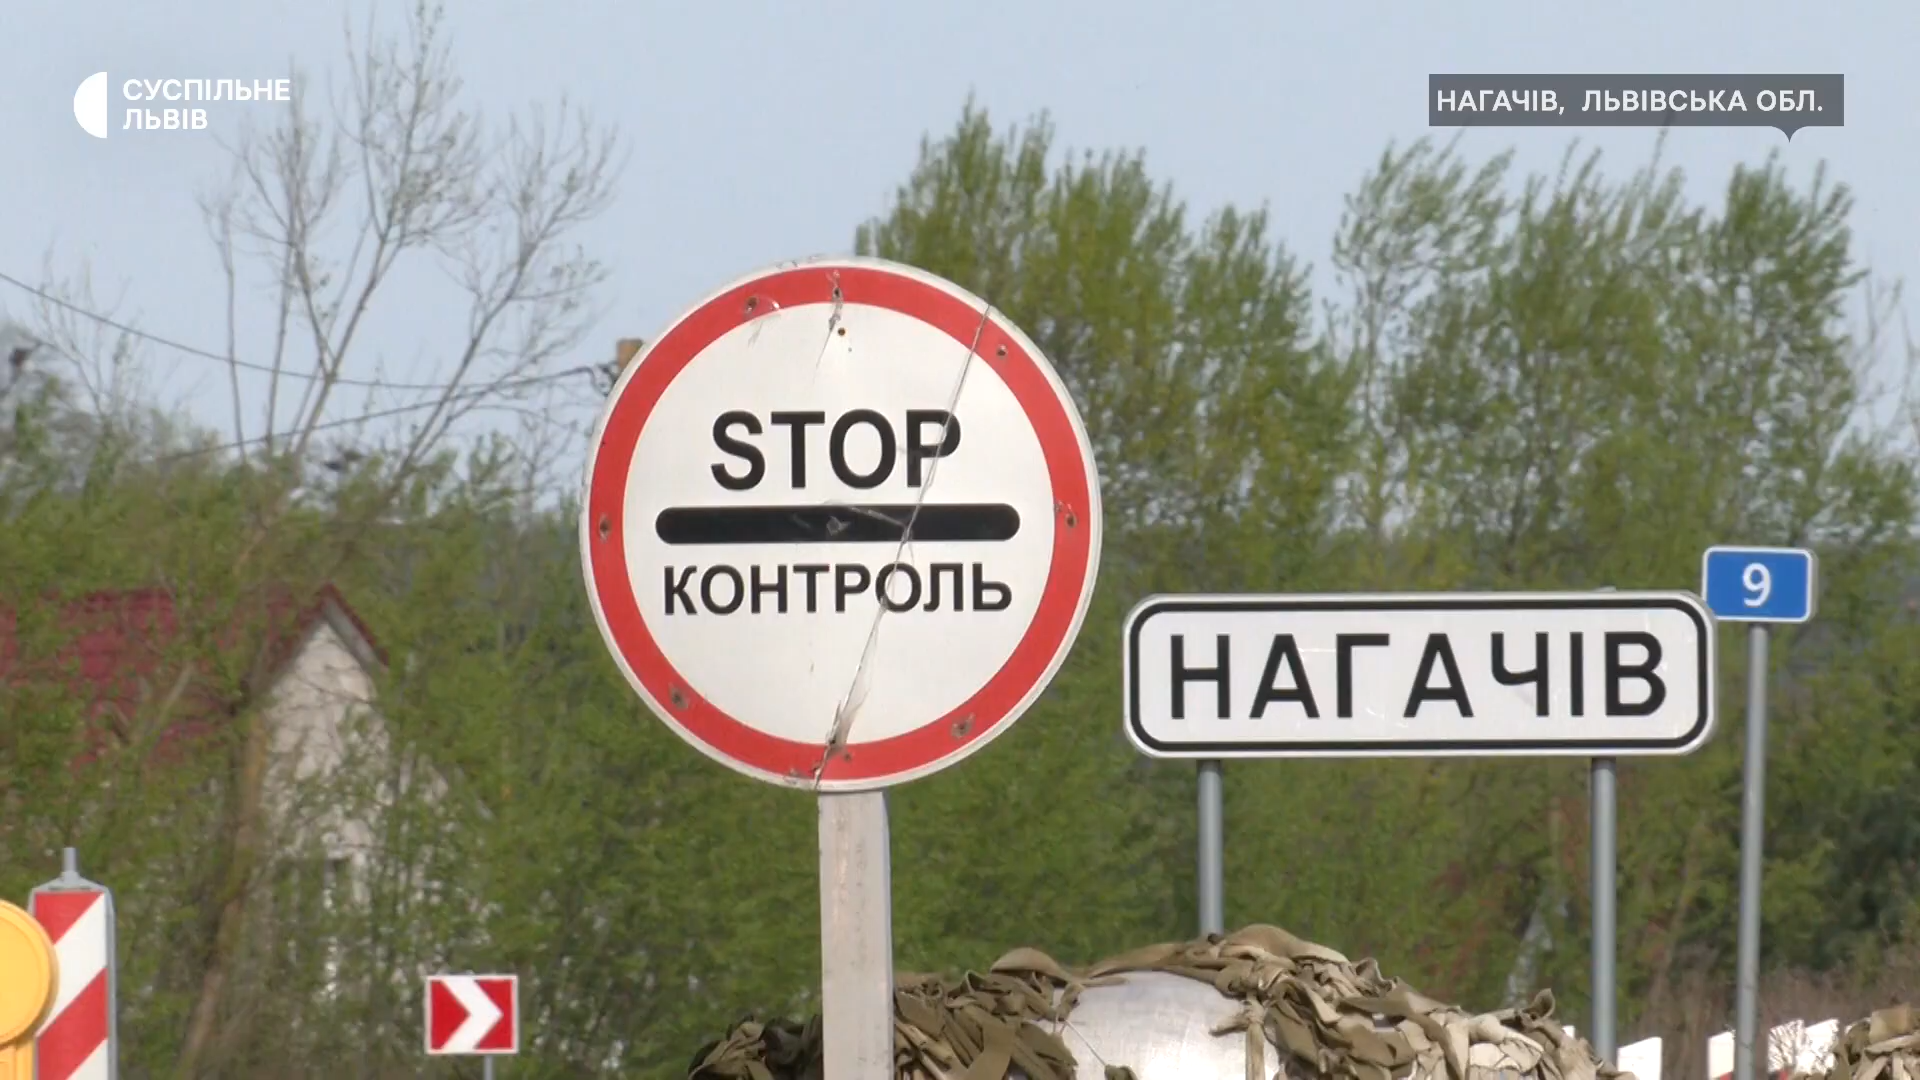 СУСПІЛЬНЕ
ЛЬВІВ
НАГАЧІВ, ЛЬВІВСЬКА ОБЛ.
STOP
КОНТРОЛЬ
НАГАЧІВ
9